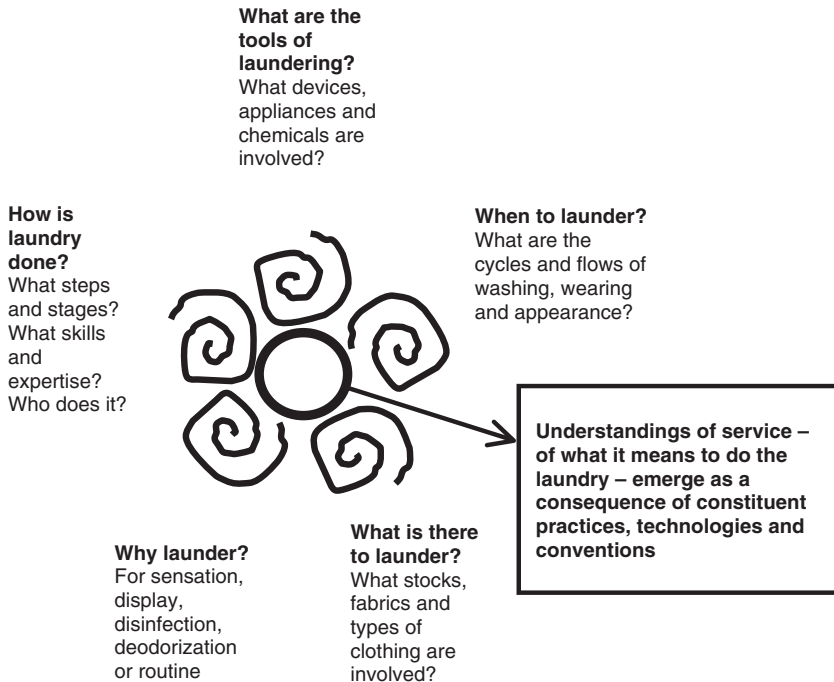 What are the
tools of
laundering?
What devices,
appliances and
chemicals are
involved?
How is
laundry
done?
What steps
and stages?
What skills
and
expertise?
Who does it?
When to launder?
What are the
cycles and flows of
washing, wearing
and appearance?
Understandings of service –
of what it means to do the
laundry – emerge as a
consequence of constituent
practices, technologies and
conventions
Why launder?
For sensation,
display,
disinfection,
deodorization
or routine
What is there
to launder?
What stocks,
fabrics and
types of
clothing are
involved?